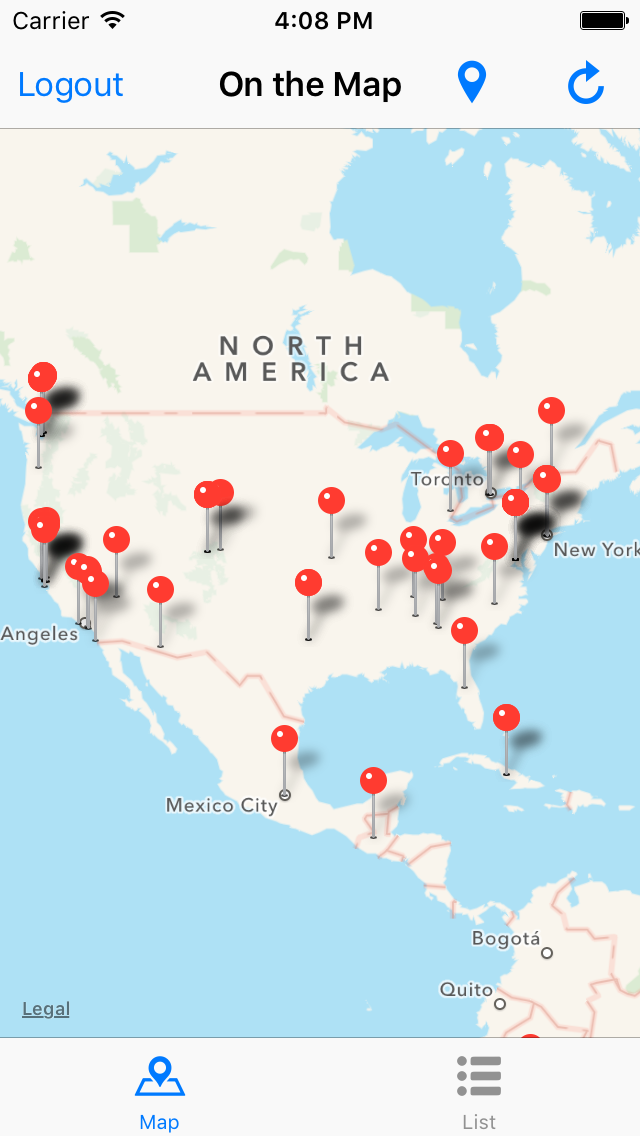 Carrier 4:08 PM
Logout On the Map
NORTH
AMERICA
Toronto
New York
Angeles
Mexico City
Bogotá
Quito
Legal
Map List